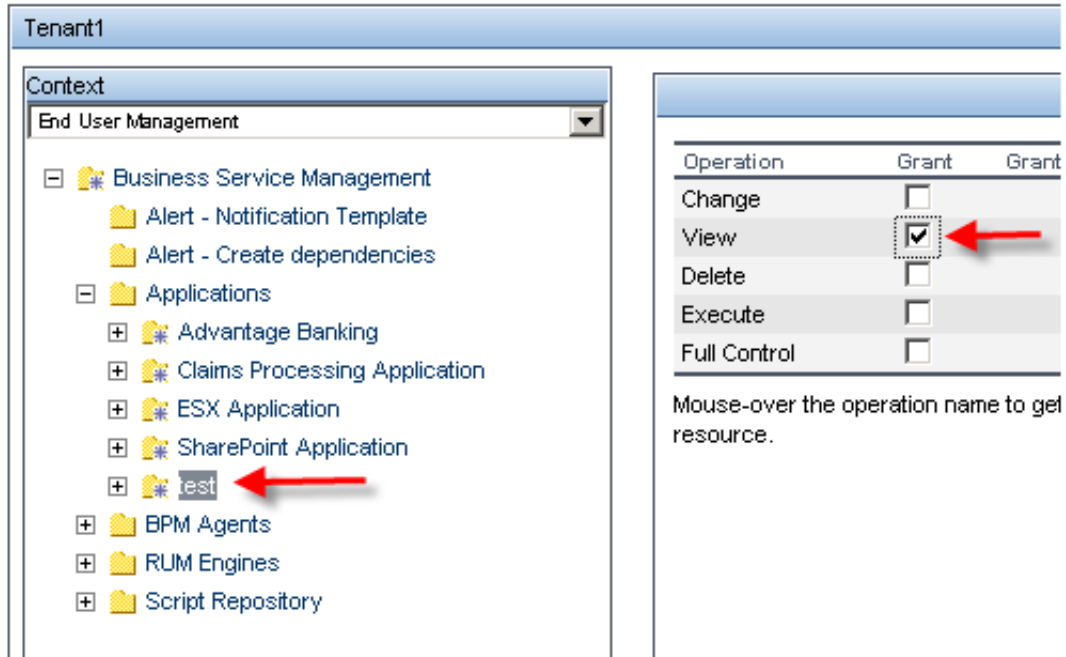 Tenant1
Context
End User Management
Business Service Management
Alert - Notification Template
Alert - Create dependencies
Applications
Advantage Banking
Claims Processing Application
ESX Application
SharePoint Application
test
BPM Agents
RUM Engines
Script Repository
Operation Grant Grant
Change
View
Delete
Execute
Full Control
Mouse-over the operation name to get
resource.